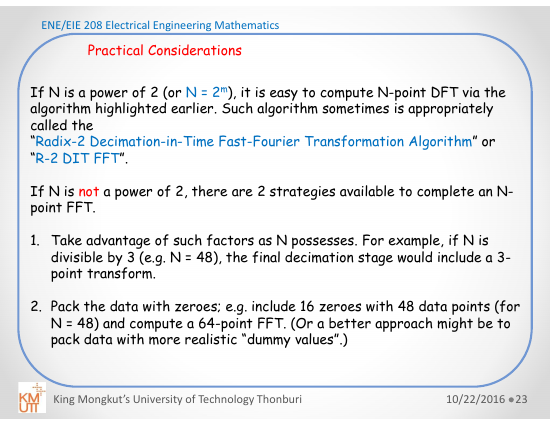 ENE/EIE 208 Electrical Engineering Mathematics
Practical Considerations
If N is a power of 2 (or N = 2ᵐ), it is easy to compute N-point DFT via the
algorithm highlighted earlier. Such algorithm sometimes is appropriately
called the
“Radix-2 Decimation-in-Time Fast-Fourier Transformation Algorithm” or
“R-2 DIT FFT”.
If N is not a power of 2, there are 2 strategies available to complete an N-
point FFT.
1. Take advantage of such factors as N possesses. For example, if N is
divisible by 3 (e.g. N = 48), the final decimation stage would include a 3-
point transform.
2. Pack the data with zeroes; e.g. include 16 zeroes with 48 data points (for
N = 48) and compute a 64-point FFT. (Or a better approach might be to
pack data with more realistic “dummy values”.)
KM
UTT
King Mongkut’s University of Technology Thonburi
10/22/2016 ●23